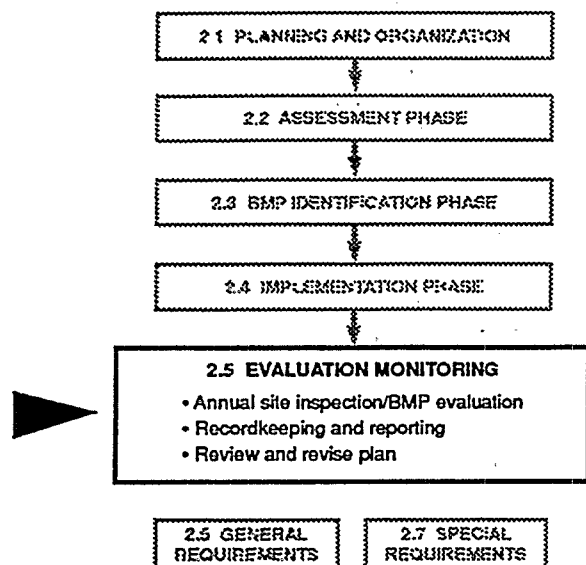 2.1 PLANNING AND ORGANIZATION
2.2 ASSESSMENT PHASE
2.3 BMP IDENTIFICATION PHASE
2.4 IMPLEMENTATION PHASE
2.5 EVALUATION MONITORING
• Annual site inspection/BMP evaluation
• Recordkeeping and reporting
• Review and revise plan
2.6 GENERAL
REQUIREMENTS
2.7 SPECIAL
REQUIREMENTS